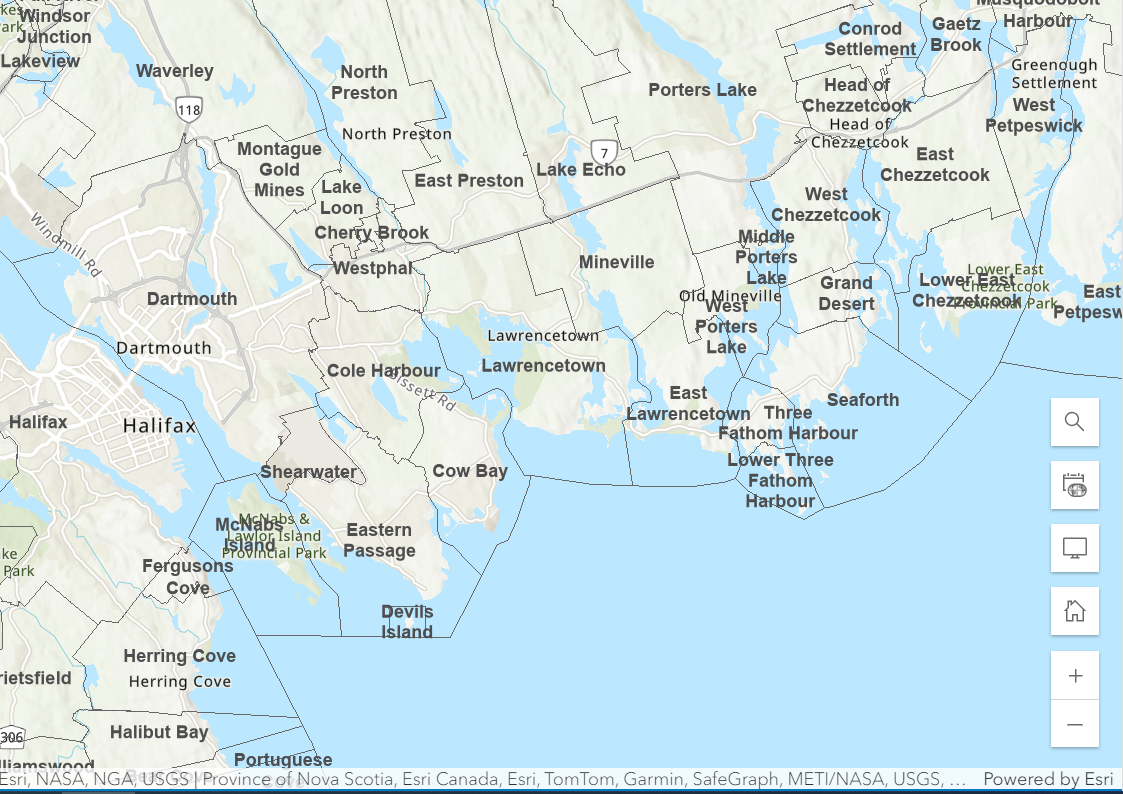 Windsor
Junction
Lakeview
Waverley
118
North
Preston
North Preston
Montague
Gold
Mines
Lake
Loon
East Preston
Cherry Brook
Westphal
Windmill Rd
Dartmouth
Dartmouth
Porters Lake
7
Lake Echo
Mineville
Conrod
Settlement
Gaetz
Brook
Musquodoboit
Harbour
Greenough
Settlement
Head of
Chezzetcook
Head of
Chezzetcook
West
Petpeswick
East
Chezzetcook
West
Chezzetcook
Middle
Porters
Lake
Old Mineville
West
Porters
Lake
Grand
Desert
Lower East
Chezzetcook
Lower East
Chezzetcook
Provincial Park
East
Petpesw
Lawrencetown
Lawrencetown
Cole Harbour
Bissett Rd
Halifax
Halifax
East
Lawrencetown
Three
Fathom Harbour
Seaforth
Lower Three
Fathom
Harbour
Shearwater
Cow Bay
McNabs
Island
McNabs &
Lawlor Island
Provincial Park
Eastern
Passage
ke
Park
Fergusons
Cove
Devils
Island
Herring Cove
Herring Cove
rietsfield
Halibut Bay
306
lliamswood
Portuguese
Cove
Esri, NASA, NGA, USGS | Province of Nova Scotia, Esri Canada, Esri, TomTom, Garmin, SafeGraph, METI/NASA, USGS, … Powered by Esri